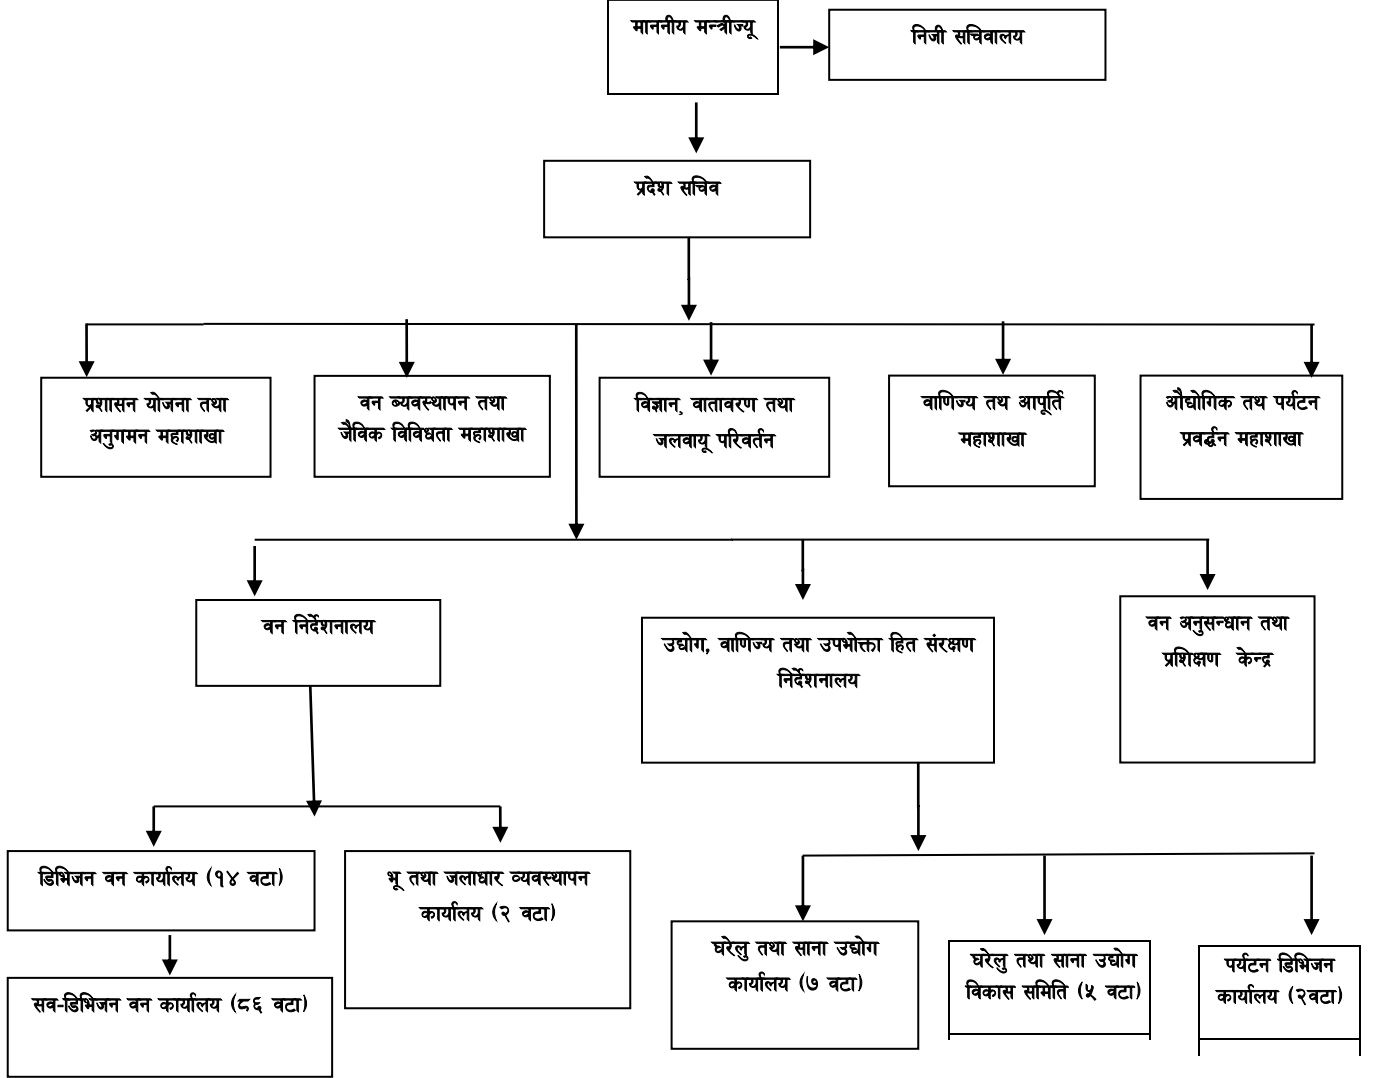 माननीय मन्त्रीज्यू
निजी सचिवालय
प्रदेश सचिव
प्रशासन योजना तथा
अनुगमन महाशाखा
वन ब्यवस्थापन तथा
जैविक विविधता महाशाखा
विज्ञान, वातावरण तथा
जलवायू परिवर्तन
वाणिज्य तथ आपूर्ति
महाशाखा
औद्योगिक तथ पर्यटन
प्रवर्द्धन महाशाखा
वन निर्देशनालय
उद्योग, वाणिज्य तथा उपभोक्ता हित संरक्षण
निर्देशनालय
वन अनुसन्धान तथा
प्रशिक्षण केन्द्र
डिभिजन वन कार्यालय (१४ वटा)
भू तथा जलाधार व्यवस्थापन
कार्यालय (२ वटा)
सव-डिभिजन वन कार्यालय (८६ वटा)
घरेलु तथा साना उद्योग
कार्यालय (७ वटा)
घरेलु तथा साना उद्योग
विकास समिति (५ वटा)
पर्यटन डिभिजन
कार्यालय (२वटा)